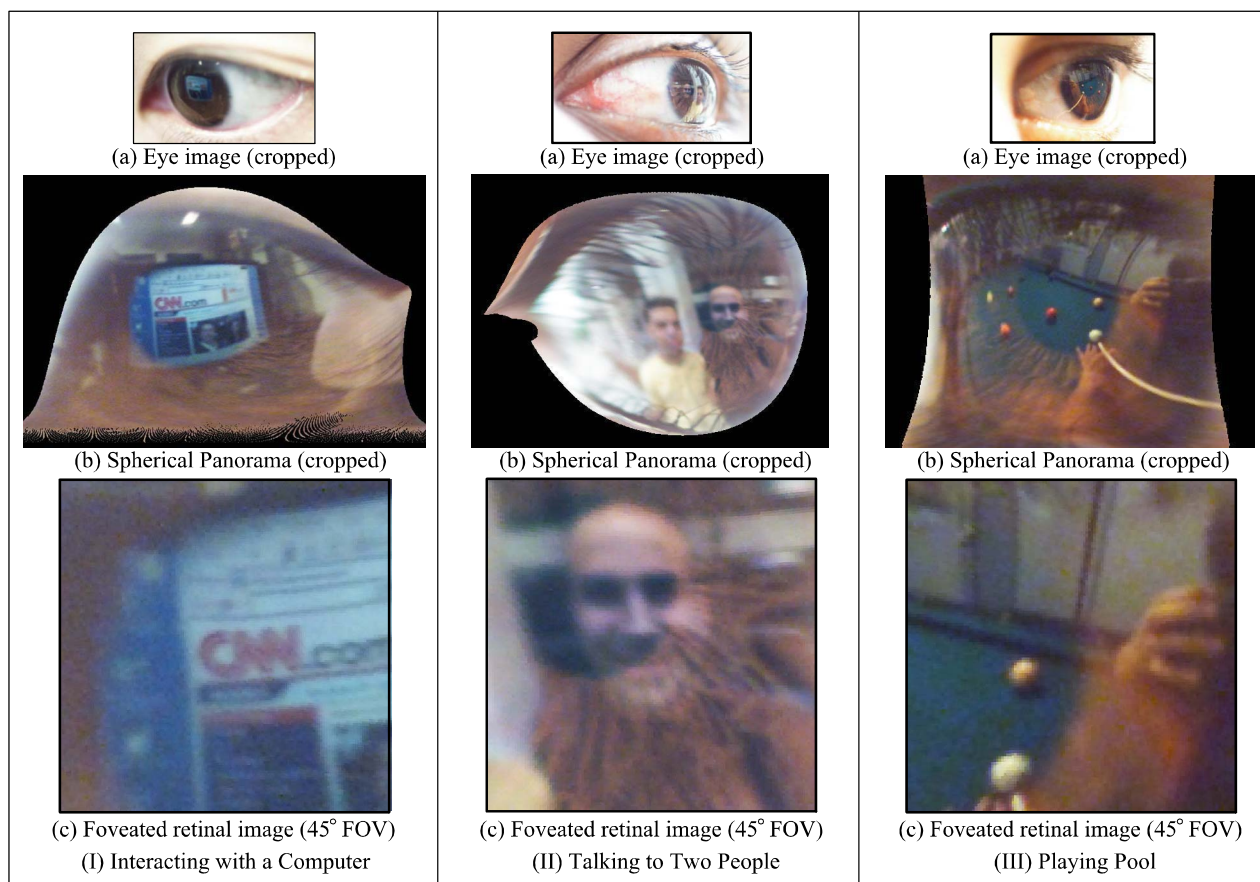 (a) Eye image (cropped)
CNN.com
(b) Spherical Panorama (cropped)
CNN.com
(c) Foveated retinal image (45° FOV)
(I) Interacting with a Computer
(a) Eye image (cropped)
(b) Spherical Panorama (cropped)
(c) Foveated retinal image (45° FOV)
(II) Talking to Two People
(a) Eye image (cropped)
(b) Spherical Panorama (cropped)
(c) Foveated retinal image (45° FOV)
(III) Playing Pool